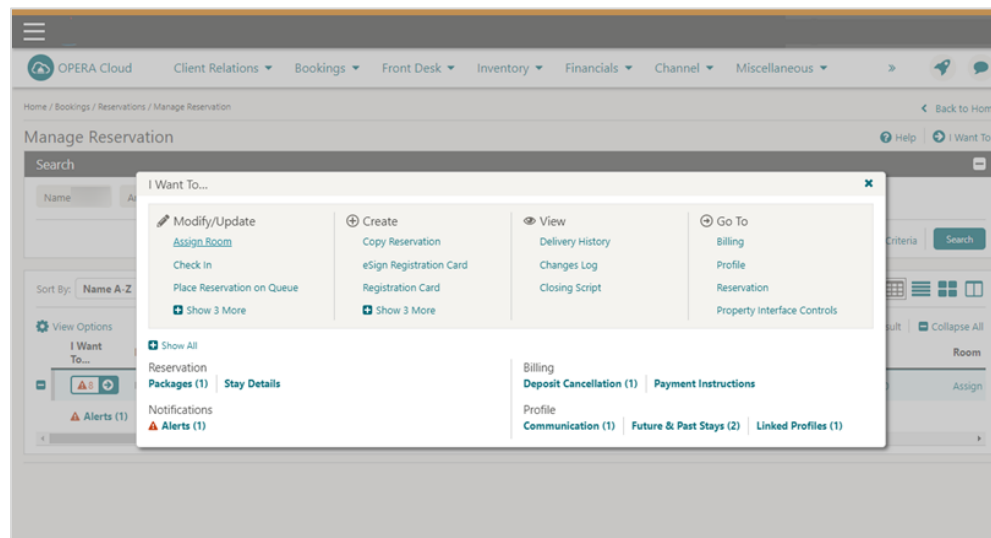 OPERA Cloud Client Relations Bookings Front Desk Inventory Financials Channel Miscellaneous »
Home / Bookings / Reservations / Manage Reservation Back to Hom
Manage Reservation Help I Want To
Search
Name
I Want To...
Modify/Update Create View Go To
Assign Room Copy Reservation Delivery History Billing
Check In eSign Registration Card Changes Log Profile
Place Reservation on Queue Registration Card Closing Script Reservation
Show 3 More Show 3 More Property Interface Controls
Criteria Search
Sort By: Name A-Z
View Options Collapse All
Show All
I Want To... Room
Reservation Billing
Packages (1) Stay Details Deposit Cancellation (1) Payment Instructions
8 Assign
Notifications Profile
Alerts (1) Communication (1) Future & Past Stays (2) Linked Profiles (1)
Alerts (1)